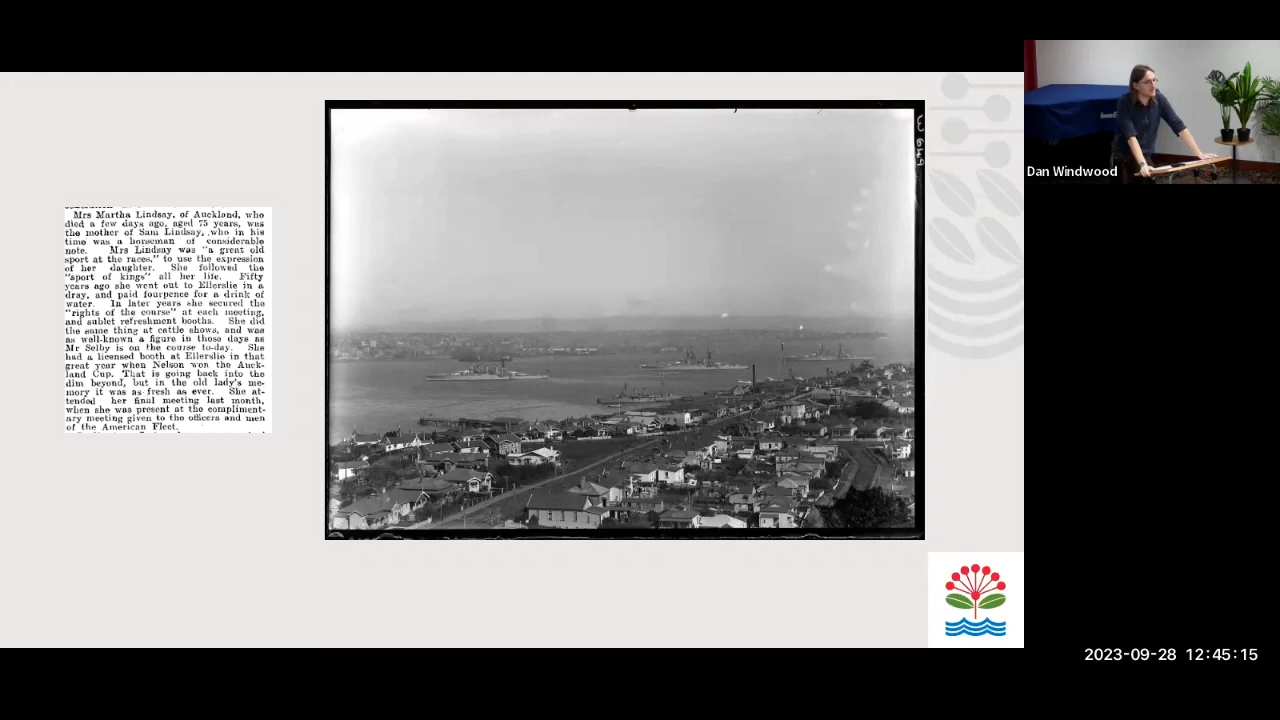 Mrs Martha Lindsay, of Auckland, who
died a few days ago, aged 75 years, was
the mother of Sam Lindsay, who in his
time was a horseman of considerable
note. Mrs Lindsay was "a great old
sport at the races," to use the expression
of her daughter. She followed the
"sport of kings" all her life. Fifty
years ago she went out to Ellerslie in a
dray, and paid fourpence for a drink of
water. In later years she secured the
"rights of the course" at each meeting,
and sublet refreshment booths. She did
the same thing at cattle shows, and was
as well-known a figure in those days as
Mr Selby is on the course to-day. She
had a licensed booth at Ellerslie in that
great year when Nelson won the Auck-
land Cup. That is going back into the
dim beyond, but in the old lady's me-
mory it was as fresh as ever. She at-
tended her final meeting last month,
when she was present at the compliment-
ary meeting given to the officers and men
of the American Fleet.
W 649
Dan Windwood
2023-09-28 12:45:15